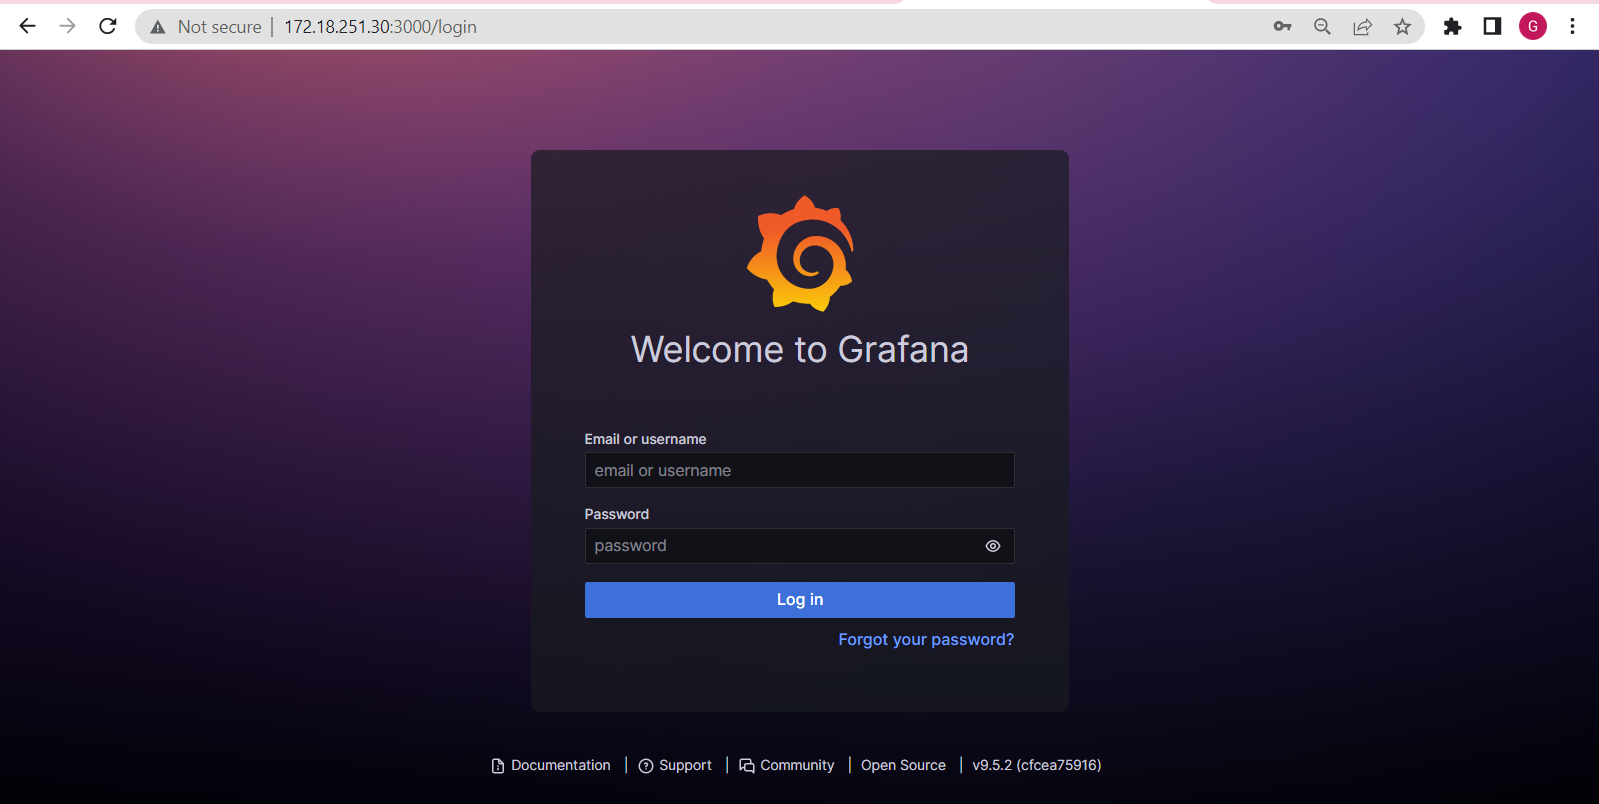 Not secure | 172.18.251.30:3000/login
G
Welcome to Grafana
Email or username
email or username
Password
password
Log in
Forgot your password?
Documentation | Support | Community | Open Source | v9.5.2 (cfcea75916)